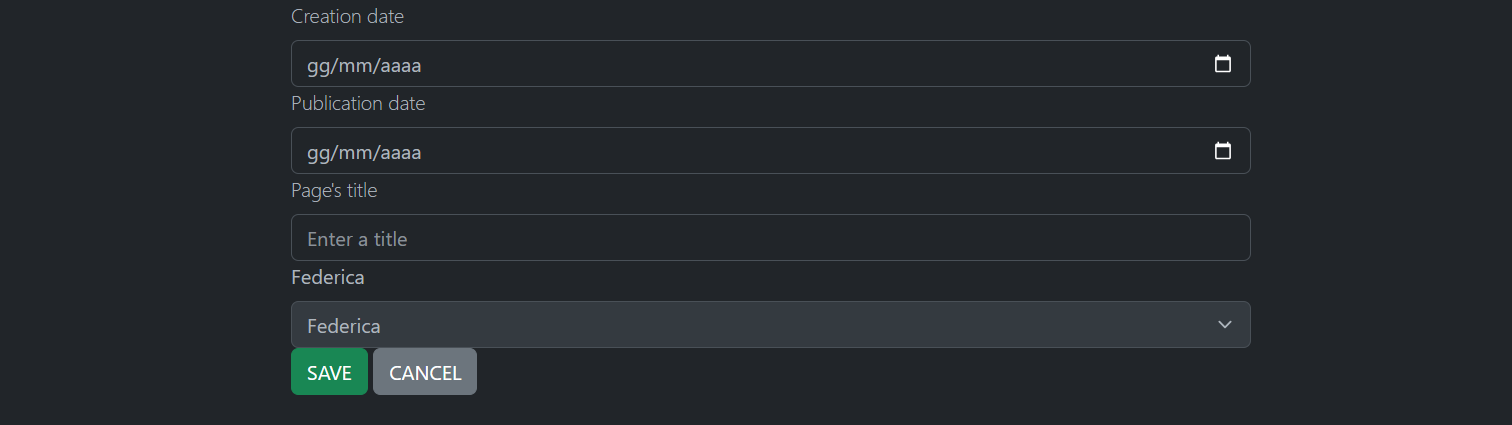 Creation date
gg/mm/aaaa
Publication date
gg/mm/aaaa
Page's title
Enter a title
Federica
Federica
SAVE CANCEL